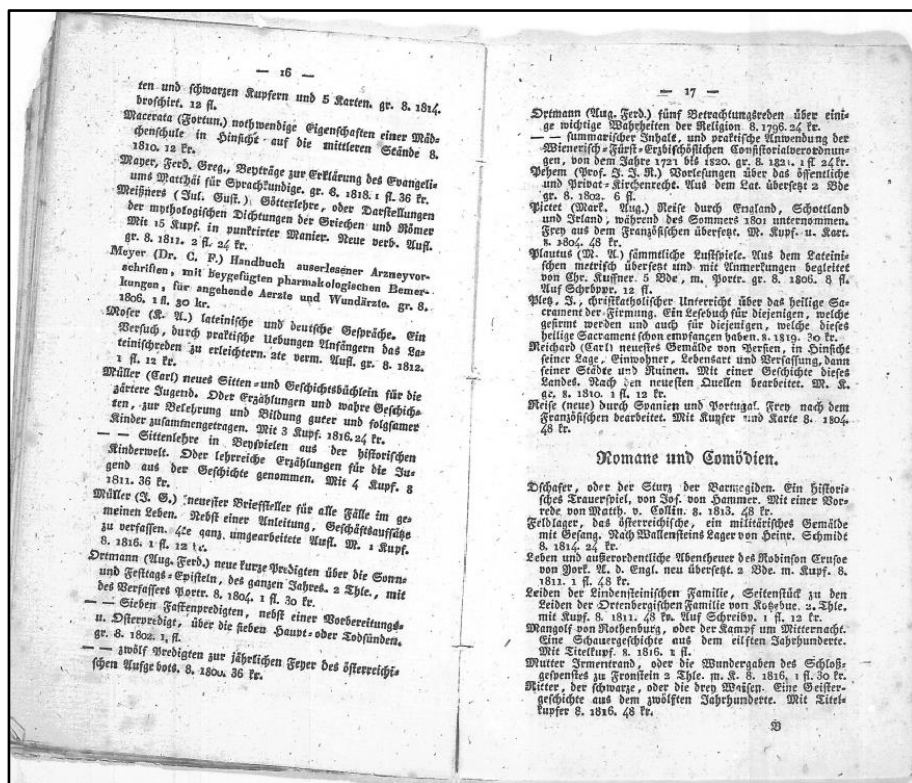 — 16 —
ten und schwarzen Kupfern und 5 Karten. gr. 8. 1814.
broschirt. 12 fl.
Macerata (Fortun.) nothwendige Eigenschaften einer Mäd-
chenschule in Hinsicht auf die mittleren Stände 8.
1810. 12 kr.
Mayer, Ferd. Greg., Beyträge zur Erklärung des Evangeli-
ums Matthäi für Sprachkundige. gr. 8. 1818. 1 fl. 36 kr.
Meißners (Jul. Gust.) Götterlehre, oder Darstellungen
der mythologischen Dichtungen der Griechen und Römer
Mit 15 Kupf. in punktirter Manier. Neue verb. Aufl.
gr. 8. 1811. 2 fl. 24 kr.
Meyer (Dr. C. F.) Handbuch auserlesener Arzneyvor-
schriften, mit beygefügten pharmakologischen Bemer-
kungen, für angehende Aerzte und Wundärzte. gr. 8.
1806. 1 fl. 30 kr.
Moser (K. A.) lateinische und deutsche Gespräche. Ein
Versuch, durch praktische Uebungen Anfängern das La-
teinischreden zu erleichtern. 2te verm. Aufl. gr. 8. 1812.
1 fl. 12 kr.
Müller (Carl) neues Sitten- und Geschichtsbüchlein für die
zärtere Jugend. Oder Erzählungen und wahre Geschich-
ten, zur Belehrung und Bildung guter und folgsamer
Kinder zusammengetragen. Mit 3 Kupf. 1816. 24 kr.
— — Sittenlehre in Beyspielen aus der historischen
Kinderwelt. Oder lehrreiche Erzählungen für die Ju-
gend aus der Geschichte genommen. Mit 4 Kupf. 8
1811. 36 kr.
Müller (J. G.) neuester Briefsteller für alle Fälle im ge-
meinen Leben. Nebst einer Anleitung, Geschäftsaufsätze
zu verfassen. 4te ganz umgearbeitete Aufl. M. 1 Kupf.
8. 1816. 1 fl. 12 kr.
Ortmann (Aug. Ferd.) neue kurze Predigten über die Sonn-
und Festtags-Episteln, des ganzen Jahres. 2 Thle., mit
des Verfassers Portr. 8. 1804. 1 fl. 30 kr.
— — Sieben Fastenpredigten, nebst einer Vorbereitungs-
u. Osterpredigt, über die sieben Haupt- oder Todsünden.
gr. 8. 1802. 1 fl.
— — zwölf Predigten zur jährlichen Feyer des österreichi-
schen Aufgebots. 8. 1800. 36 kr.
— 17 —
Ortmann (Aug. Ferd.) fünf Betrachtungsreden über eini-
ge wichtige Wahrheiten der Religion. 8. 1796. 24 kr.
— — summarischer Inhalt, und praktische Anwendung der
Wienerisch-Fürst-Erzbischöflichen Consistorialverordnun-
gen, von dem Jahre 1721 bis 1820. gr. 8. 1821. 1 fl. 24 kr.
Pehem (Prof. J. J. N.) Vorlesungen über das öffentliche
und Privat-Kirchenrecht. Aus dem Lat. übersetzt 2 Bde
gr. 8. 1802. 6 fl.
Pictet (Mark. Aug.) Reise durch England, Schottland
und Irland, während des Sommers 1801 unternommen.
Frey aus dem Französischen übersetzt. M. Kupf. u. Kart.
8. 1804. 48 kr.
Plautus (M. A.) sämmtliche Lustspiele. Aus dem Lateini-
schen metrisch übersetzt und mit Anmerkungen begleitet
von Chr. Kuffner. 5 Bde, m. Portr. gr. 8. 1806. 8 fl.
Auf Schrbppr. 12 fl.
Pletz, J., christkatholischer Unterricht über das heilige Sa-
crament der Firmung. Ein Lesebuch für diejenigen, welche
gefirmt werden und auch für diejenigen, welche dieses
heilige Sacrament schon empfangen haben. 8. 1819. 30 kr.
Reichard (Carl) neuestes Gemälde von Persien, in Hinsicht
seiner Lage, Einwohner, Lebensart und Verfassung, dann
seiner Städte und Ruinen. Mit einer Geschichte dieses
Landes. Nach den neuesten Quellen bearbeitet. M. K.
gr. 8. 1810. 1 fl. 12 kr.
Reise (neue) durch Spanien und Portugal. Frey nach dem
Französischen bearbeitet. Mit Kupfer und Karte 8. 1804.
48 kr.
Romane und Comödien.
Dschafer, oder der Sturz der Barmegiden. Ein histori-
sches Trauerspiel, von Jos. von Hammer. Mit einer Vor-
rede von Matth. v. Collin. 8. 1813. 48 kr.
Feldlager, das österreichische, ein militärisches Gemälde
mit Gesang. Nach Wallensteins Lager von Heinr. Schmidt
8. 1814. 24 kr.
Leben und außerordentliche Abentheuer des Robinson Crusoe
von York. A. d. Engl. neu übersetzt. 2 Bde. m. Kupf. 8.
1811. 1 fl. 48 kr.
Leiden der Lindensteinischen Familie, Seitenstück zu den
Leiden der Ortenbergischen Familie von Kotzebue. 2. Thle.
mit Kupf. 8. 1811. 48 kr. Auf Schreibp. 1 fl. 12 kr.
Mangolf von Rothenburg, oder der Kampf um Mitternacht.
Eine Schauergeschichte aus dem eilften Jahrhunderte.
Mit Titelkupf. 8. 1816. 1 fl.
Mutter Irmentrand, oder die Wundergaben des Schloß-
gespenstes zu Fronstein 2 Thle. m. K. 8. 1816. 1 fl. 30 kr.
Ritter, der schwarze, oder die drey Waisen. Eine Geister-
geschichte aus dem zwölften Jahrhunderte. Mit Titel-
kupfer 8. 1816. 48 kr.
B